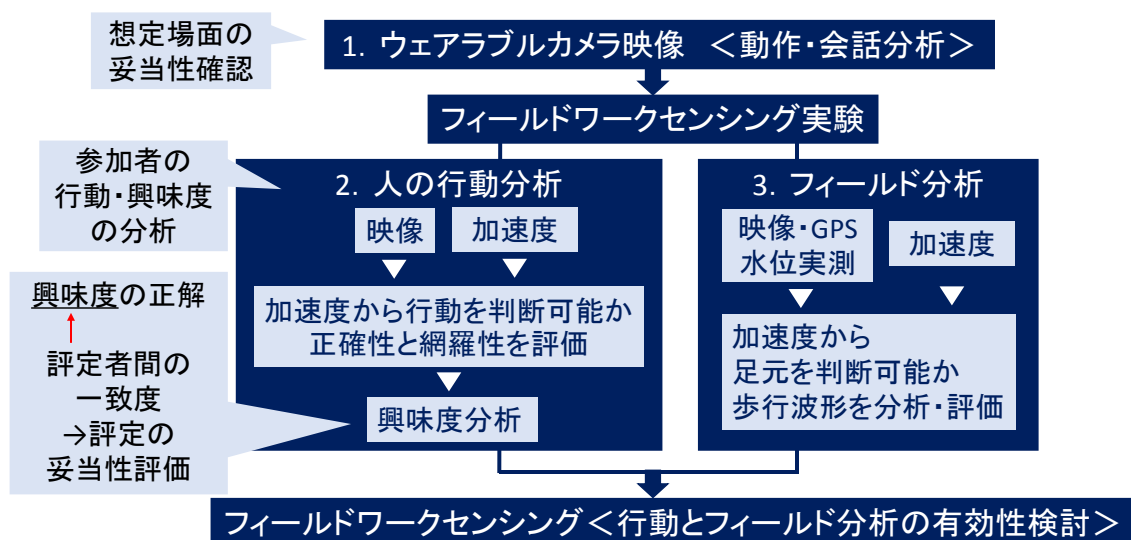 想定場面の
妥当性確認
1. ウェアラブルカメラ映像 <動作・会話分析>
フィールドワークセンシング実験
参加者の
行動・興味度
の分析
2. 人の行動分析
映像
加速度
加速度から行動を判断可能か
正確性と網羅性を評価
興味度分析
興味度の正解
評定者間の
一致度
→評定の
妥当性評価
3. フィールド分析
映像・GPS
水位実測
加速度
加速度から
足元を判断可能か
歩行波形を分析・評価
フィールドワークセンシング<行動とフィールド分析の有効性検討>